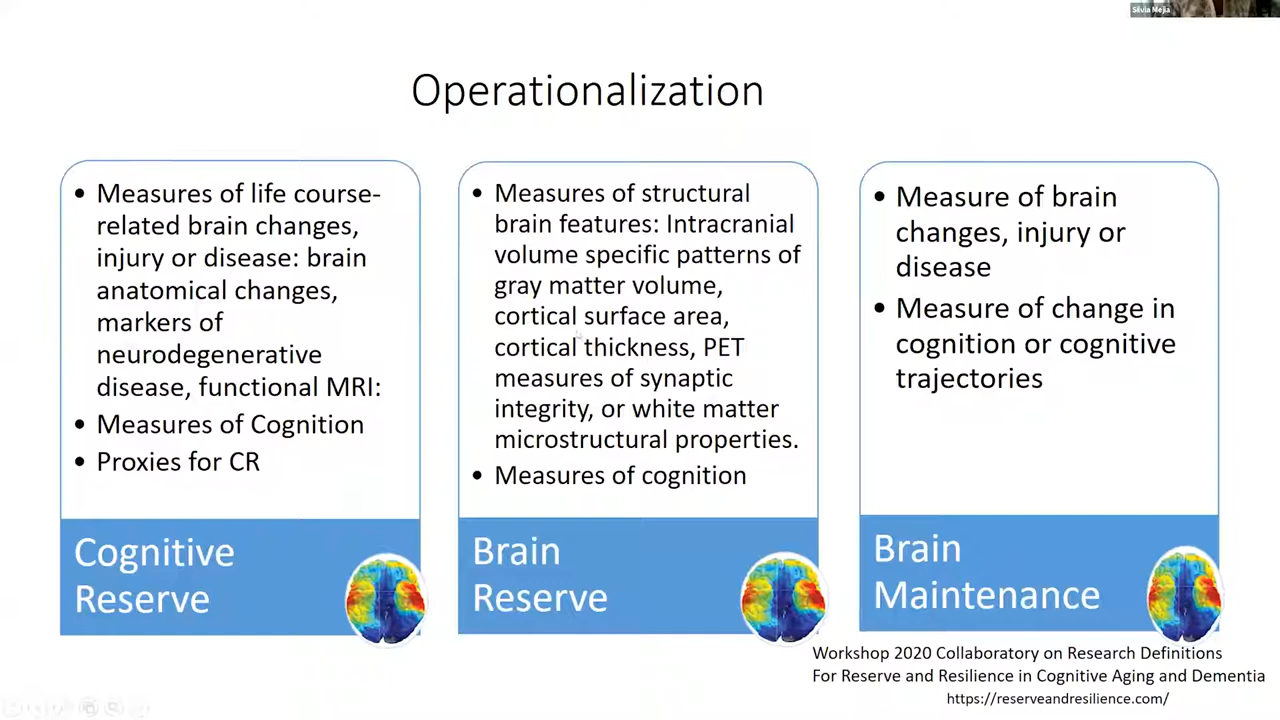 Silvia Mejia
Operationalization
• Measures of life course-
related brain changes,
injury or disease: brain
anatomical changes,
markers of
neurodegenerative
disease, functional MRI:
• Measures of Cognition
• Proxies for CR
Cognitive
Reserve
• Measures of structural
brain features: Intracranial
volume specific patterns of
gray matter volume,
cortical surface area,
cortical thickness, PET
measures of synaptic
integrity, or white matter
microstructural properties.
• Measures of cognition
Brain
Reserve
• Measure of brain
changes, injury or
disease
• Measure of change in
cognition or cognitive
trajectories
Brain
Maintenance
Workshop 2020 Collaboratory on Research Definitions
For Reserve and Resilience in Cognitive Aging and Dementia
https://reserveandresilience.com/